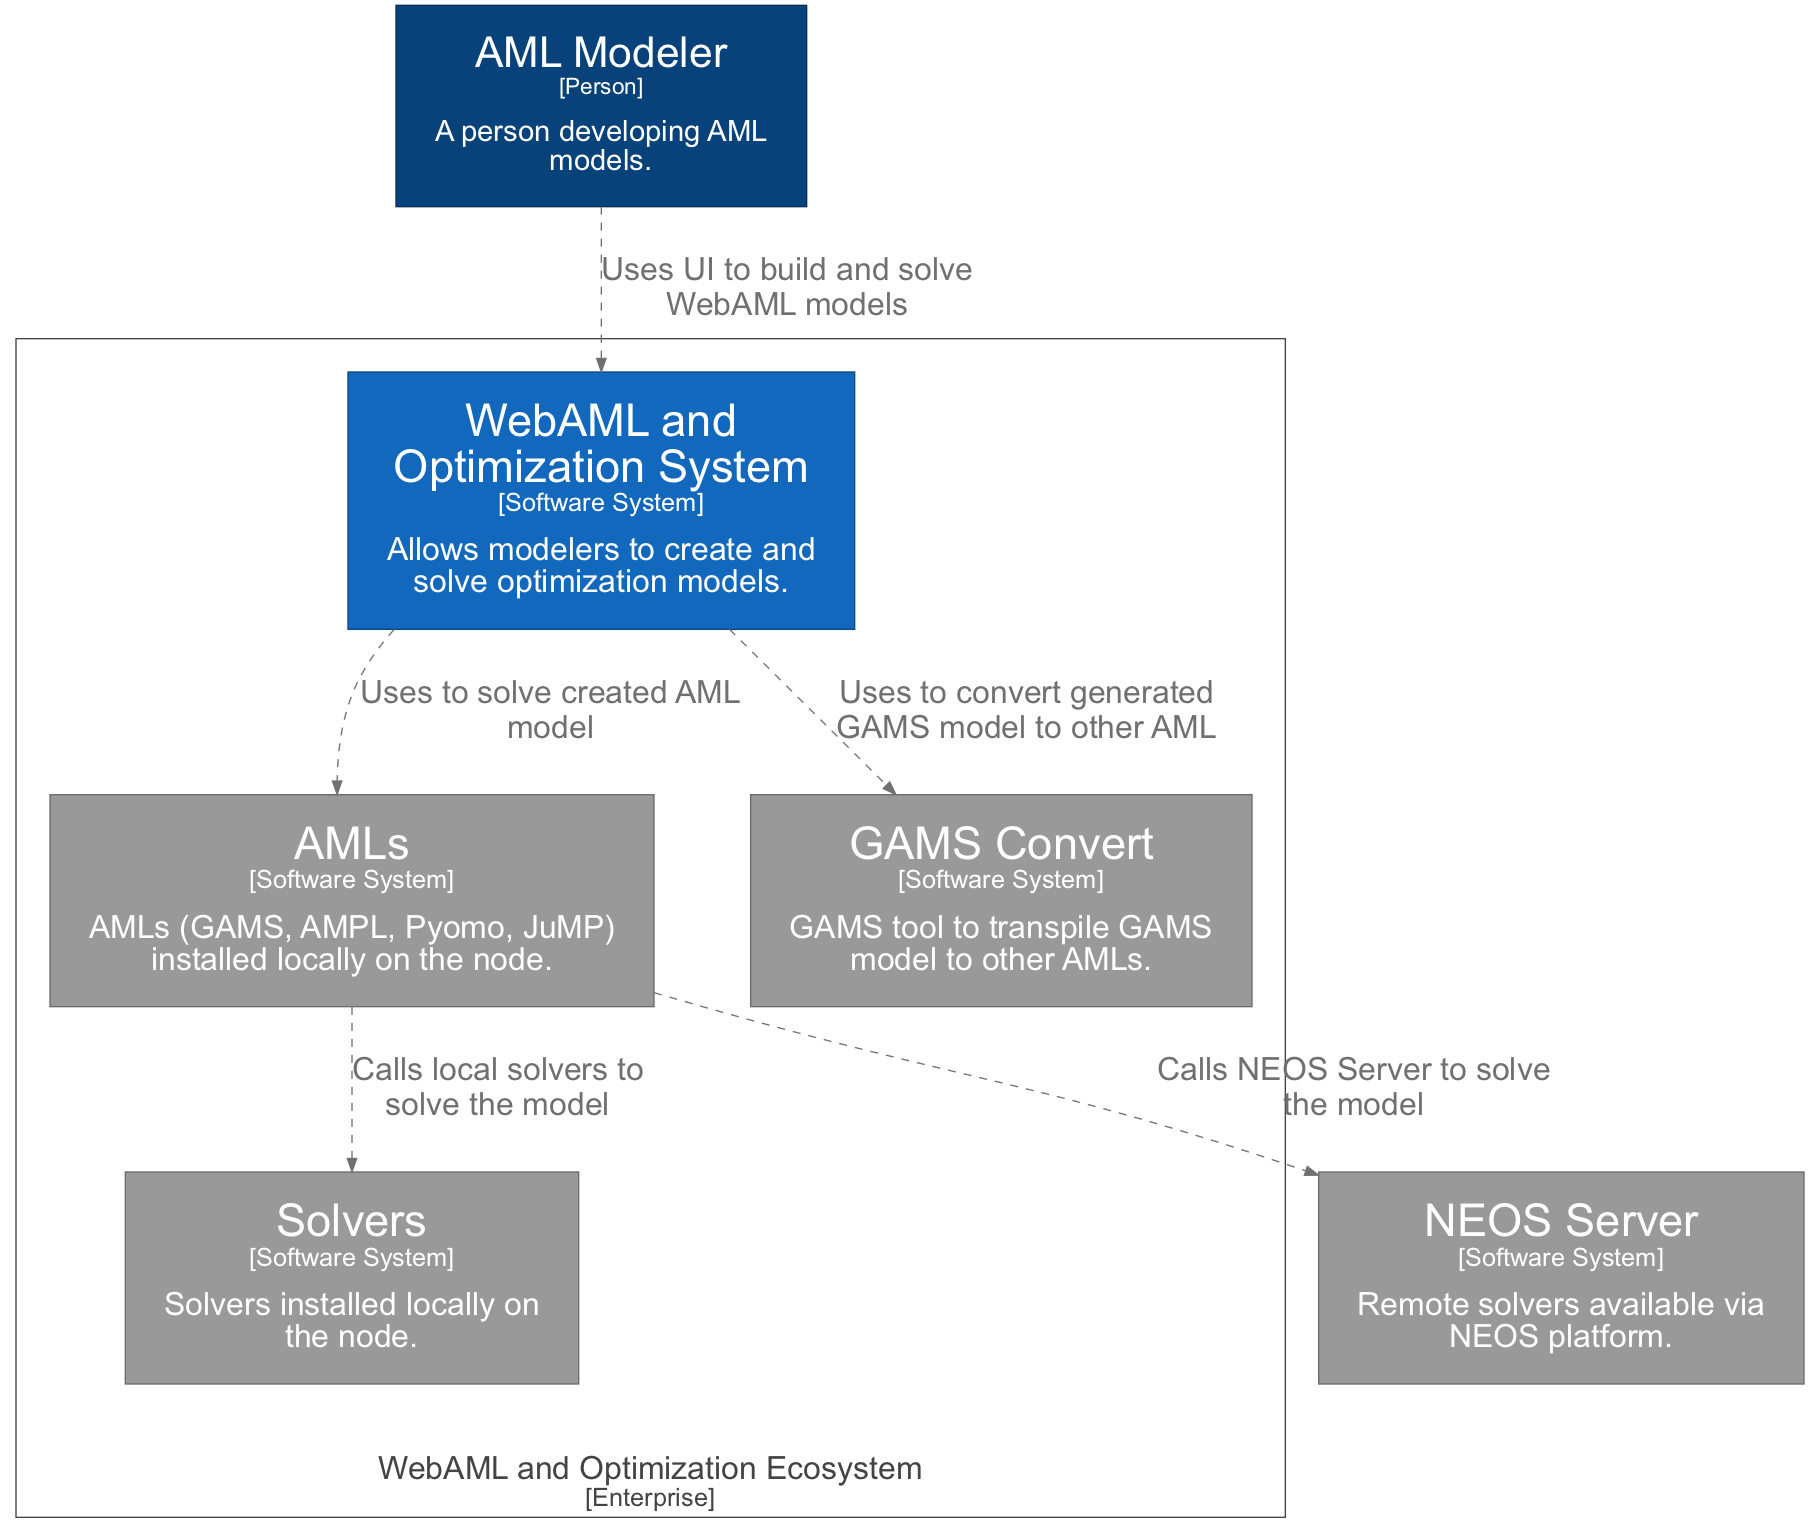 AML Modeler
[Person]
A person developing AML
models.
Uses UI to build and solve
WebAML models
WebAML and
Optimization System
[Software System]
Allows modelers to create and
solve optimization models.
Uses to solve created AML
model
Uses to convert generated
GAMS model to other AML
AMLs
[Software System]
AMLs (GAMS, AMPL, Pyomo, JuMP)
installed locally on the node.
GAMS Convert
[Software System]
GAMS tool to transpile GAMS
model to other AMLs.
Calls local solvers to
solve the model
Calls NEOS Server to solve
the model
Solvers
[Software System]
Solvers installed locally on
the node.
NEOS Server
[Software System]
Remote solvers available via
NEOS platform.
WebAML and Optimization Ecosystem
[Enterprise]